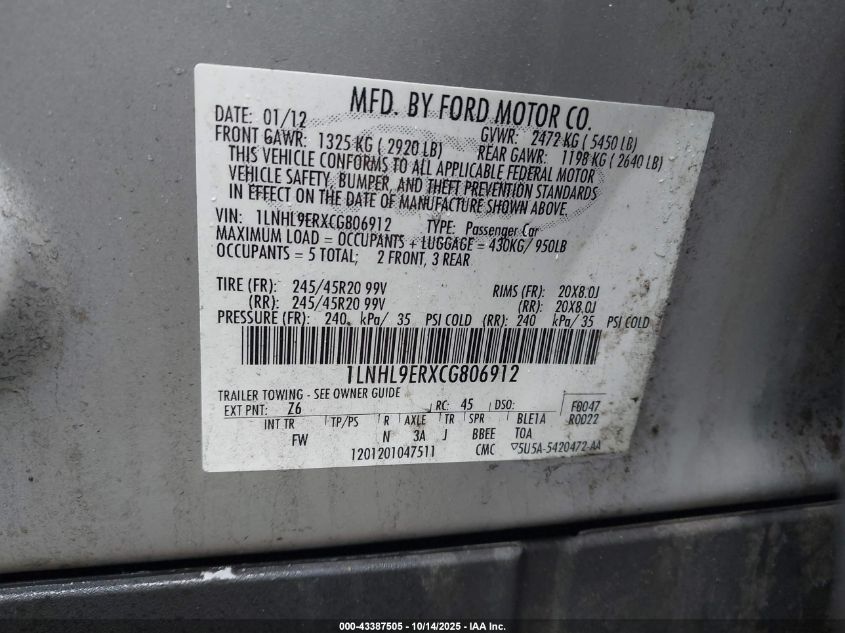 MFD. BY FORD MOTOR CO.
DATE: 01/12 GVWR: 2472 KG ( 5450 LB)
FRONT GAWR: 1325 KG ( 2920 LB) REAR GAWR: 1198 KG ( 2640 LB)
THIS VEHICLE CONFORMS TO ALL APPLICABLE FEDERAL MOTOR
VEHICLE SAFETY, BUMPER, AND THEFT PREVENTION STANDARDS
IN EFFECT ON THE DATE OF MANUFACTURE SHOWN ABOVE.
VIN: 1LNHL9ERXCG806912 TYPE: Passenger Car
MAXIMUM LOAD = OCCUPANTS + LUGGAGE = 430KG/ 950LB
OCCUPANTS = 5 TOTAL; 2 FRONT, 3 REAR
TIRE (FR): 245/45R20 99V RIMS (FR): 20X8.0J
(RR): 245/45R20 99V (RR): 20X8.0J
PRESSURE (FR): 240 kPa/ 35 PSI COLD (RR): 240 kPa/ 35 PSI COLD
1LNHL9ERXCG806912
TRAILER TOWING - SEE OWNER GUIDE
EXT PNT: Z6 RC: 45 DSO: F0047
INT TR TP/PS R AXLE TR SPR BLE1A R0022
FW N 3A J BBEE TOA
1201201047511 CMC 5U5A-5420472-AA
000-43387505 - 10/14/2025 - IAA Inc.